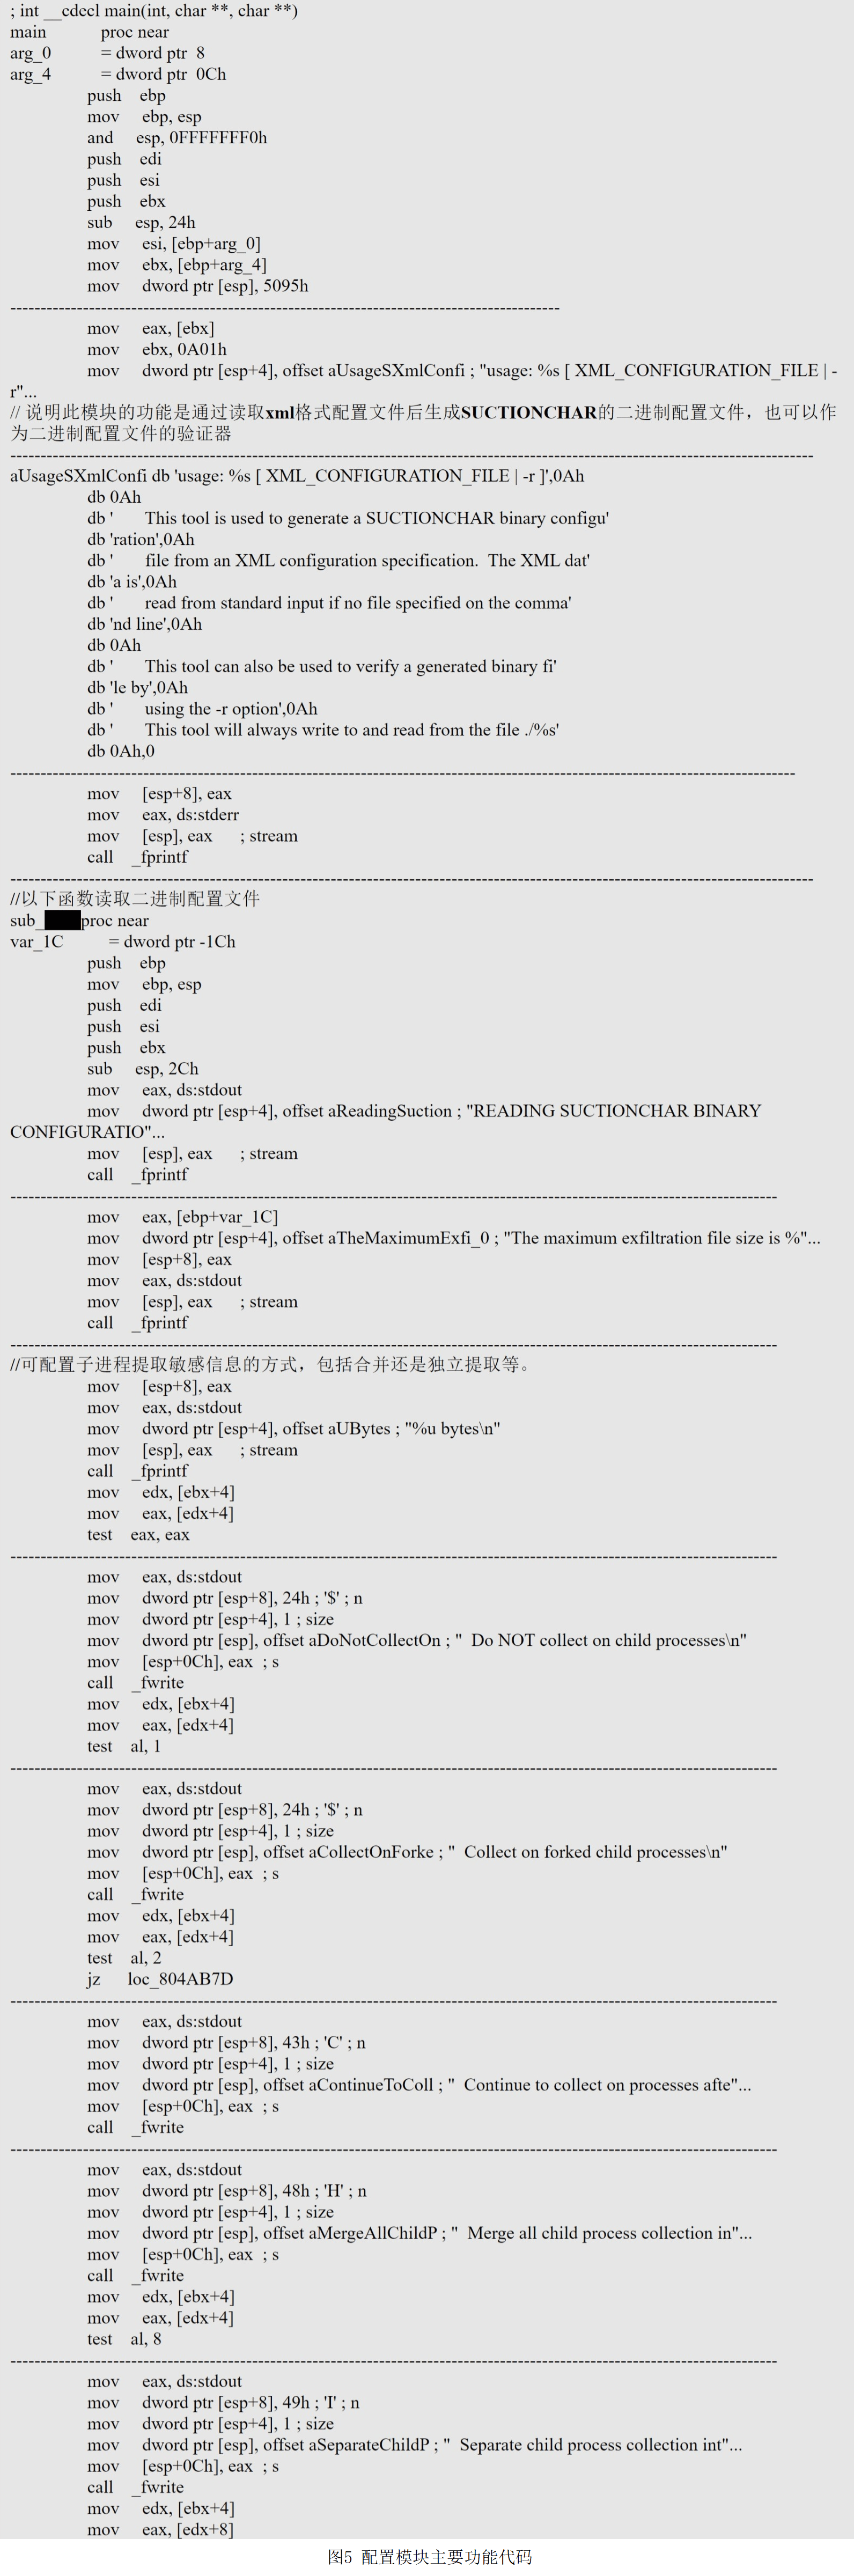 ; int __cdecl main(int, char **, char **)
main proc near
arg_0 = dword ptr 8
arg_4 = dword ptr 0Ch
push ebp
mov ebp, esp
and esp, 0FFFFFFF0h
push edi
push esi
push ebx
sub esp, 24h
mov esi, [ebp+arg_0]
mov ebx, [ebp+arg_4]
mov dword ptr [esp], 5095h
--------------------------------------------------------------------------------------------
mov eax, [ebx]
mov ebx, 0A01h
mov dword ptr [esp+4], offset aUsageSXmlConfi ; "usage: %s [ XML_CONFIGURATION_FILE | -
r"...
// 说明此模块的功能是通过读取xml格式配置文件后生成SUCTIONCHAR的二进制配置文件，也可以作
为二进制配置文件的验证器
--------------------------------------------------------------------------------------------
aUsageSXmlConfi db 'usage: %s [ XML_CONFIGURATION_FILE | -r ]',0Ah
db 0Ah
db ' This tool is used to generate a SUCTIONCHAR binary configu'
db 'ration',0Ah
db ' file from an XML configuration specification. The XML dat'
db 'a is',0Ah
db ' read from standard input if no file specified on the comma'
db 'nd line',0Ah
db 0Ah
db ' This tool can also be used to verify a generated binary fi'
db 'le by',0Ah
db ' using the -r option',0Ah
db ' This tool will always write to and read from the file ./%s'
db 0Ah,0
--------------------------------------------------------------------------------------------
mov [esp+8], eax
mov eax, ds:stderr
mov [esp], eax ; stream
call _fprintf
--------------------------------------------------------------------------------------------
//以下函数读取二进制配置文件
sub_ proc near
var_1C = dword ptr -1Ch
push ebp
mov ebp, esp
push edi
push esi
push ebx
sub esp, 2Ch
mov eax, ds:stdout
mov dword ptr [esp+4], offset aReadingSuction ; "READING SUCTIONCHAR BINARY
CONFIGURATIO"...
mov [esp], eax ; stream
call _fprintf
--------------------------------------------------------------------------------------------
mov eax, [ebp+var_1C]
mov dword ptr [esp+4], offset aTheMaximumExfi_0 ; "The maximum exfiltration file size is %"...
mov [esp+8], eax
mov eax, ds:stdout
mov [esp], eax ; stream
call _fprintf
--------------------------------------------------------------------------------------------
//可配置子进程提取敏感信息的方式，包括合并还是独立提取等。
mov [esp+8], eax
mov eax, ds:stdout
mov dword ptr [esp+4], offset aUBytes ; "%u bytes\n"
mov [esp], eax ; stream
call _fprintf
mov edx, [ebx+4]
mov eax, [edx+4]
test eax, eax
--------------------------------------------------------------------------------------------
mov eax, ds:stdout
mov dword ptr [esp+8], 24h ; '$' ; n
mov dword ptr [esp+4], 1 ; size
mov dword ptr [esp], offset aDoNotCollectOn ; " Do NOT collect on child processes\n"
mov [esp+0Ch], eax ; s
call _fwrite
mov edx, [ebx+4]
mov eax, [edx+4]
test al, 1
--------------------------------------------------------------------------------------------
mov eax, ds:stdout
mov dword ptr [esp+8], 24h ; '$' ; n
mov dword ptr [esp+4], 1 ; size
mov dword ptr [esp], offset aCollectOnForke ; " Collect on forked child processes\n"
mov [esp+0Ch], eax ; s
call _fwrite
mov edx, [ebx+4]
mov eax, [edx+4]
test al, 2
jz loc_804AB7D
--------------------------------------------------------------------------------------------
mov eax, ds:stdout
mov dword ptr [esp+8], 43h ; 'C' ; n
mov dword ptr [esp+4], 1 ; size
mov dword ptr [esp], offset aContinueToColl ; " Continue to collect on processes afte"...
mov [esp+0Ch], eax ; s
call _fwrite
--------------------------------------------------------------------------------------------
mov eax, ds:stdout
mov dword ptr [esp+8], 48h ; 'H' ; n
mov dword ptr [esp+4], 1 ; size
mov dword ptr [esp], offset aMergeAllChildP ; " Merge all child process collection in"...
mov [esp+0Ch], eax ; s
call _fwrite
mov edx, [ebx+4]
mov eax, [edx+4]
test al, 8
--------------------------------------------------------------------------------------------
mov eax, ds:stdout
mov dword ptr [esp+8], 49h ; 'I' ; n
mov dword ptr [esp+4], 1 ; size
mov dword ptr [esp], offset aSeparateChildP ; " Separate child process collection int"...
mov [esp+0Ch], eax ; s
call _fwrite
mov edx, [ebx+4]
mov eax, [edx+8]
图5 配置模块主要功能代码